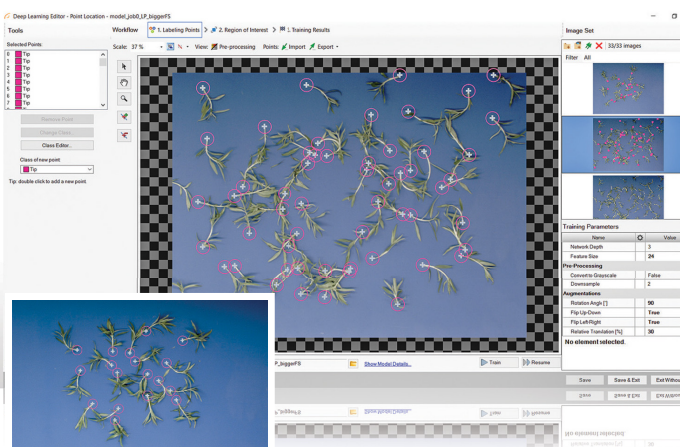 Deep Learning Editor - Point Location - model_job0_LP_biggerFS
Tools
Workflow
1. Labeling Points
2. Region of Interest
3. Training Results
Image Set
Selected Points:
Scale: 37 %
View:
Pre-processing
Points:
Import
Export
33/33 images
0 Tip
1 Tip
2 Tip
3 Tip
4 Tip
5 Tip
6 Tip
7 Tip
Filter All
Remove Point
Change Class...
Class Editor...
Class of new point:
Tip
Tip: double click to add a new point.
Training Parameters
Name Value
Network Depth 3
Feature Size 24
Pre-Processing
Convert to Grayscale False
Downsample 2
Augmentations
Rotation Angle [°] 90
Flip Up-Down True
Flip Left-Right True
Relative Translation [%] 30
No element selected.
P_biggerFS
Show Model Details...
Train
Resume
Save
Save & Exit
Exit Withou